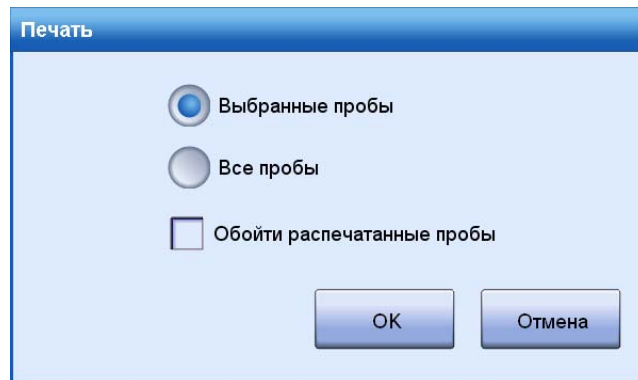 Печать
Выбранные пробы
Все пробы
Обойти распечатанные пробы
OK
Отмена